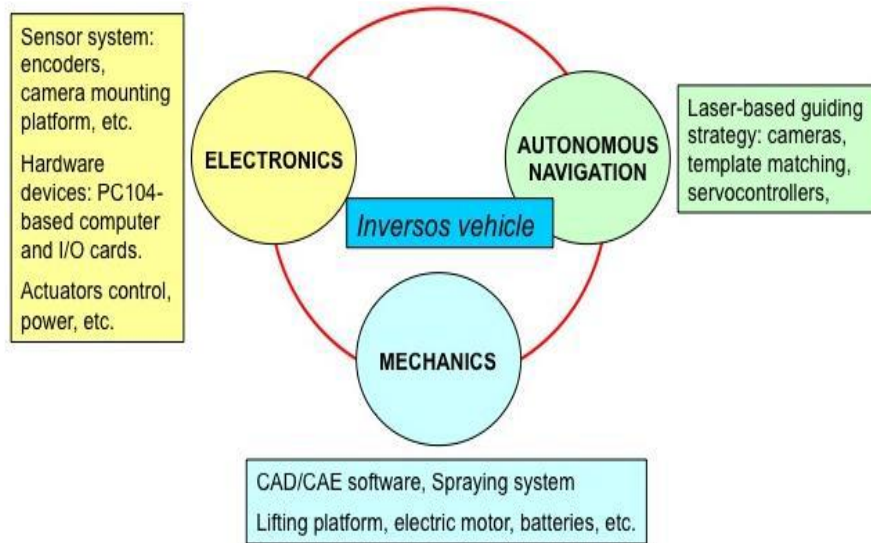 Sensor system:
encoders,
camera mounting
platform, etc.
Hardware
devices: PC104-
based computer
and I/O cards.
Actuators control,
power, etc.
ELECTRONICS
AUTONOMOUS
NAVIGATION
Laser-based guiding
strategy: cameras,
template matching,
servocontrollers,
Inversos vehicle
MECHANICS
CAD/CAE software, Spraying system
Lifting platform, electric motor, batteries, etc.